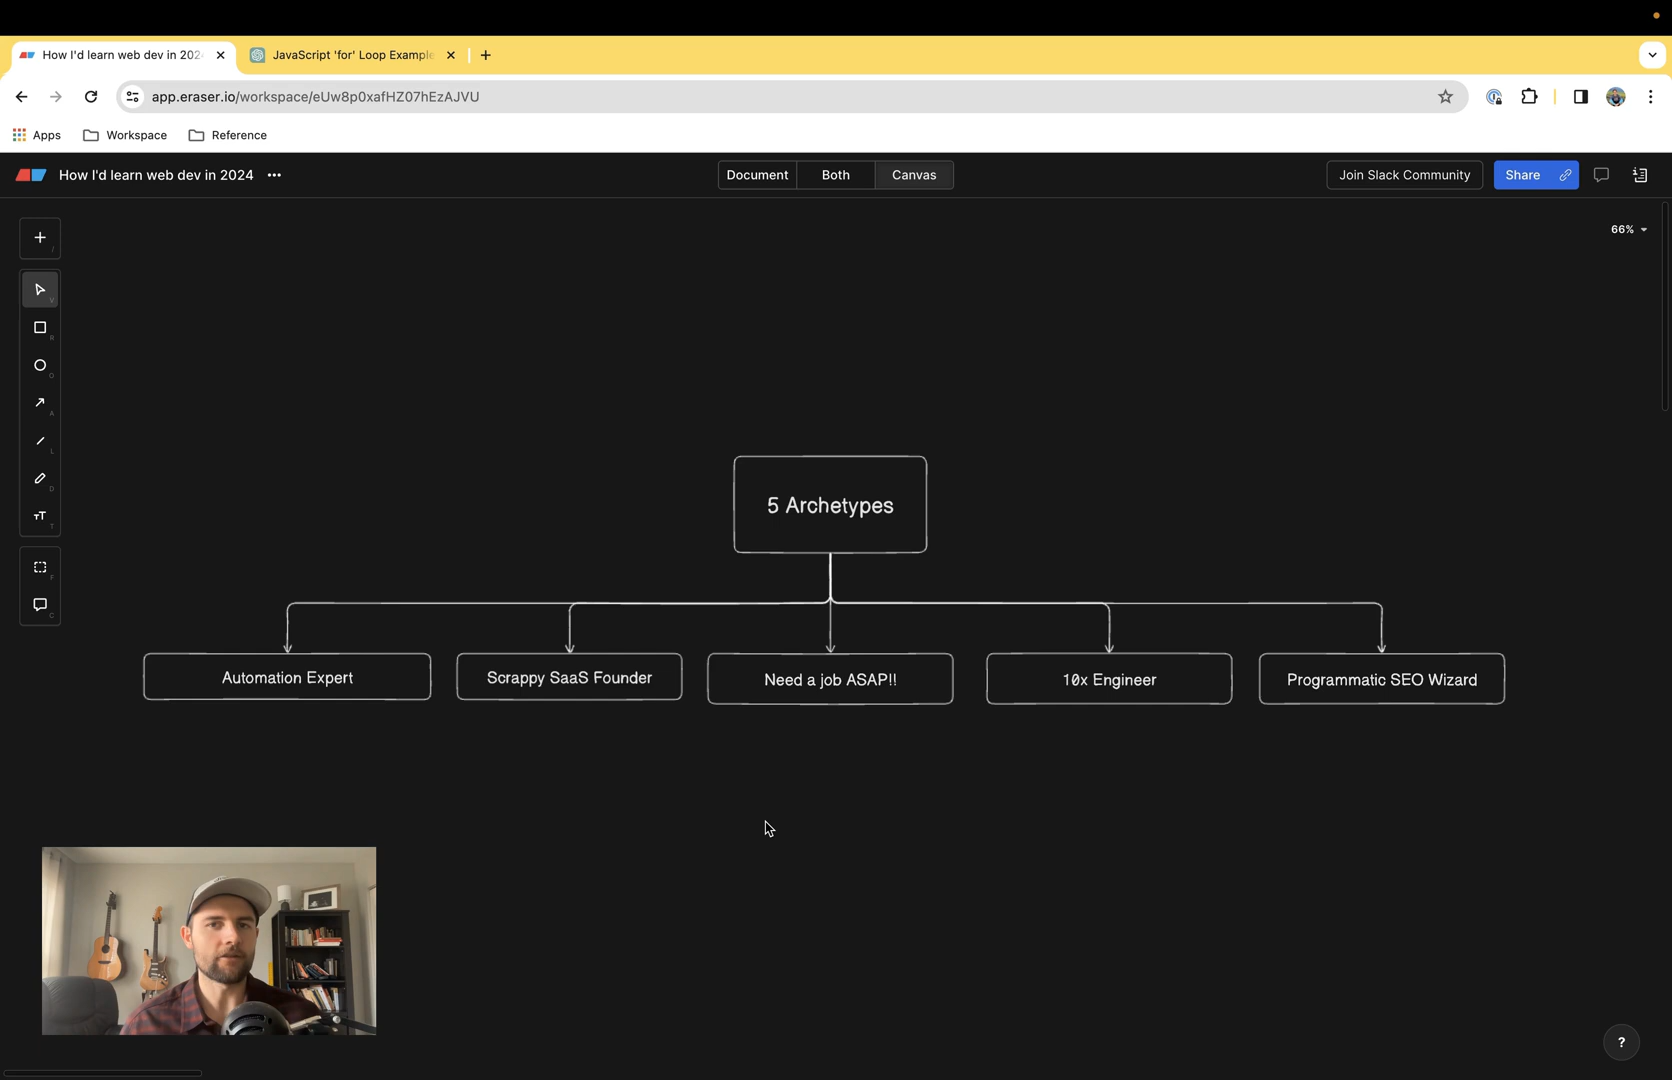 How I'd learn web dev in 202
JavaScript 'for' Loop Example
app.eraser.io/workspace/eUw8p0xafHZ07hEzAJVU
Apps
Workspace
Reference
How I'd learn web dev in 2024
Document
Both
Canvas
Join Slack Community
Share
66%
/
V
R
O
A
L
D
T
F
C
5 Archetypes
Automation Expert
Scrappy SaaS Founder
Need a job ASAP!!
10x Engineer
Programmatic SEO Wizard
?